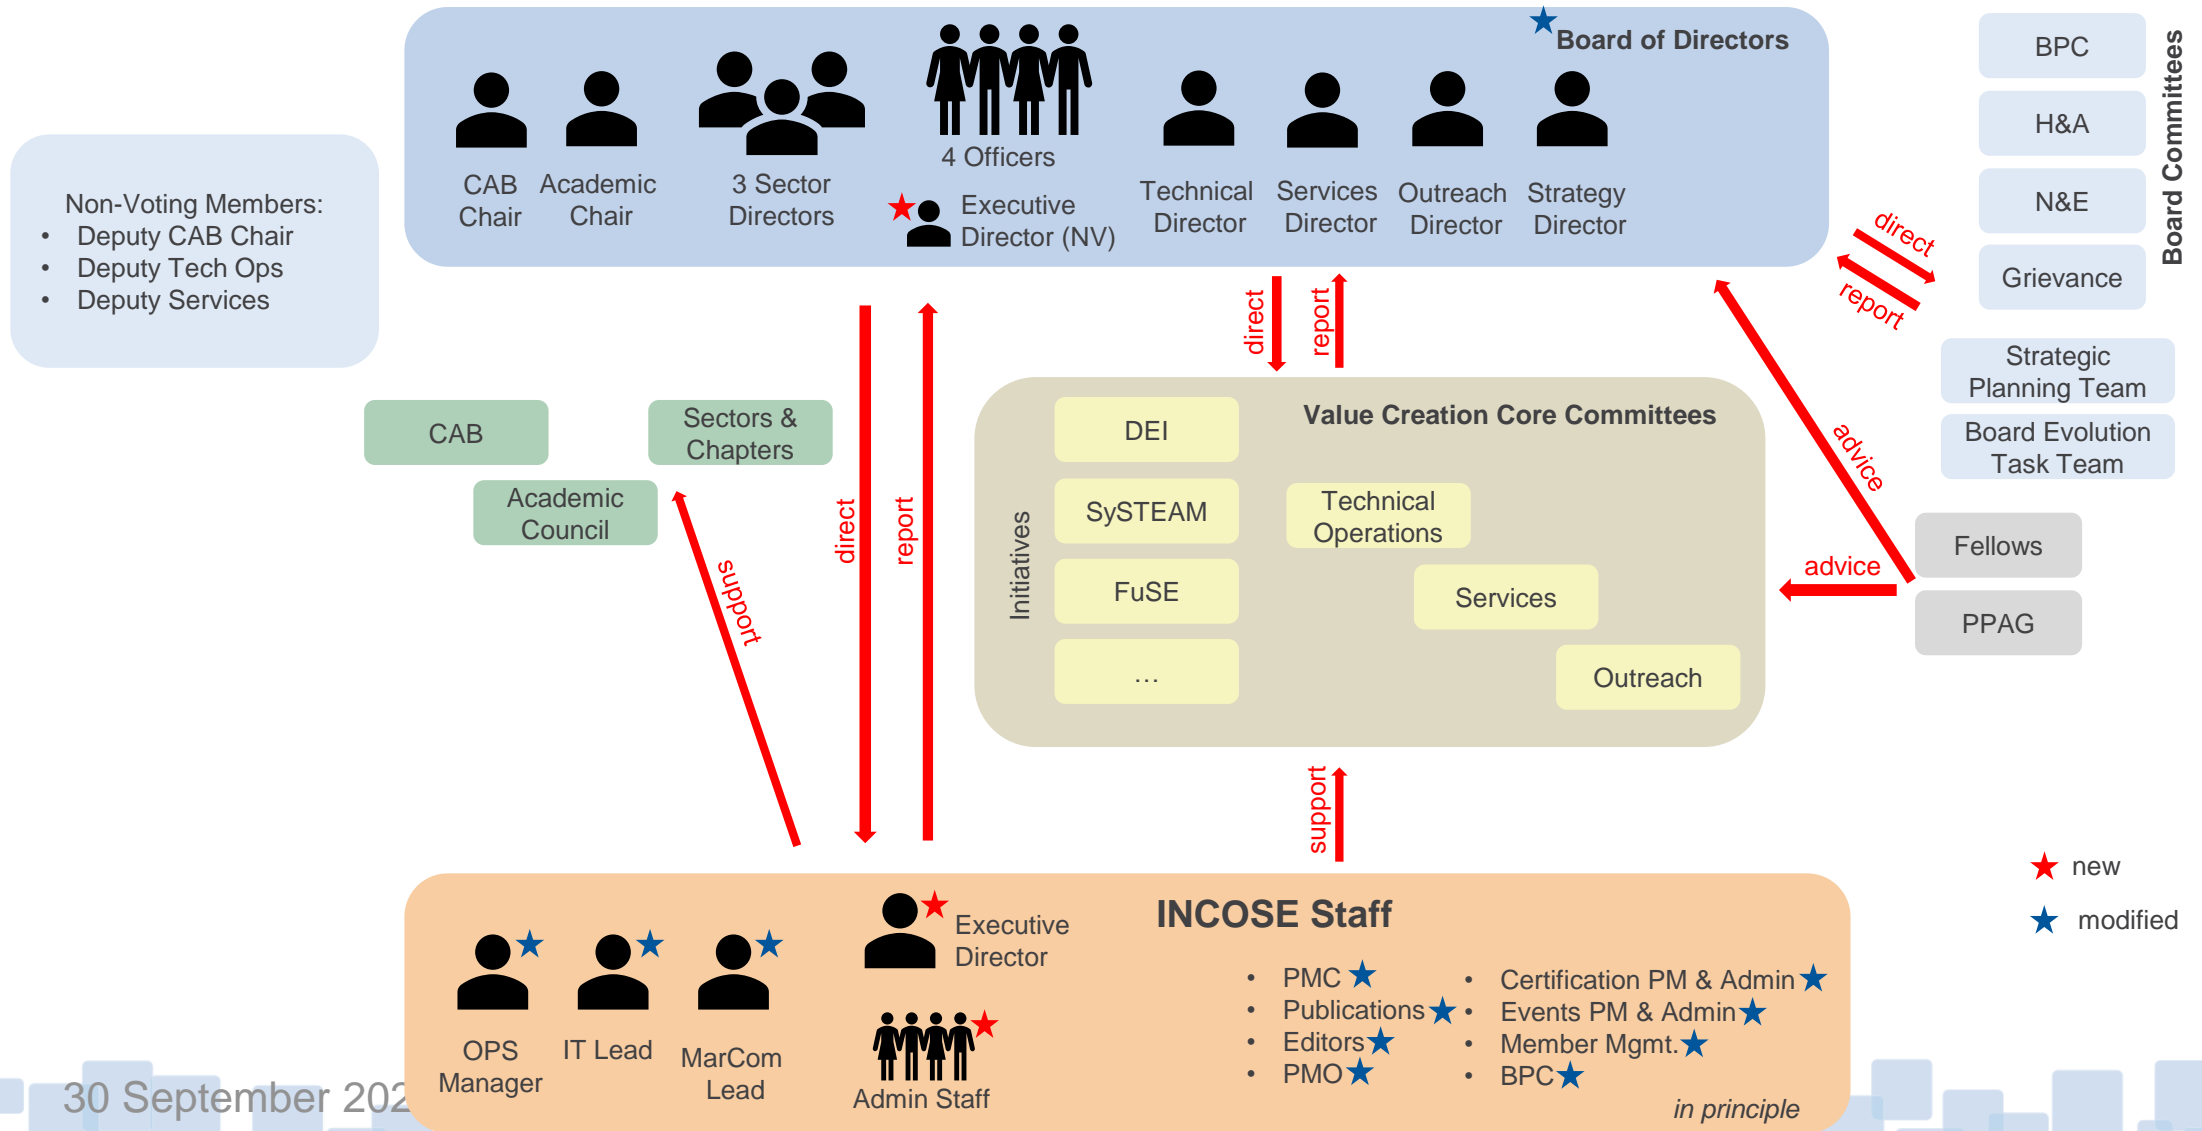 Board of Directors
CAB
Chair
Academic
Chair
3 Sector
Directors
4 Officers
Executive
Director (NV)
Technical
Director
Services
Director
Outreach
Director
Strategy
Director
Non-Voting Members:
• Deputy CAB Chair
• Deputy Tech Ops
• Deputy Services
BPC
H&A
N&E
Grievance
Board Committees
Strategic
Planning Team
Board Evolution
Task Team
direct
report
direct
report
direct
report
advice
advice
Fellows
PPAG
CAB
Sectors &
Chapters
Academic
Council
support
Value Creation Core Committees
Initiatives
DEI
SySTEAM
FuSE
…
Technical
Operations
Services
Outreach
support
new
modified
INCOSE Staff
Executive
Director
OPS
Manager
IT Lead
MarCom
Lead
Admin Staff
• PMC
• Publications
• Editors
• PMO
• Certification PM & Admin
• Events PM & Admin
• Member Mgmt.
• BPC
in principle
30 September 202